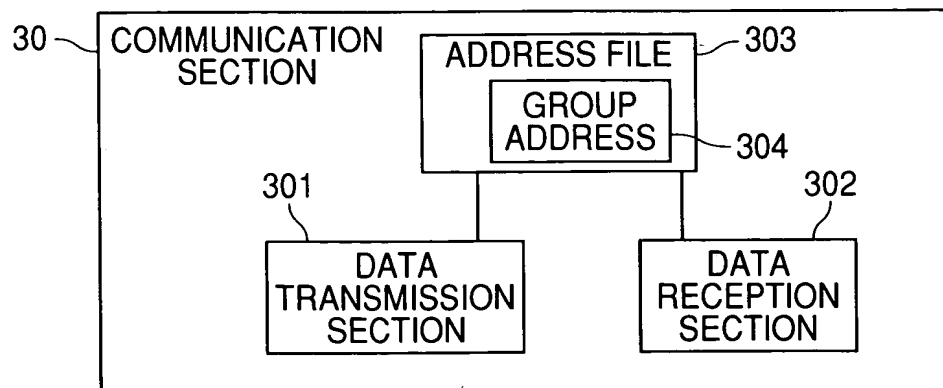 30
COMMUNICATION
SECTION
ADDRESS FILE
303
GROUP
ADDRESS
304
301
302
DATA
TRANSMISSION
SECTION
DATA
RECEPTION
SECTION